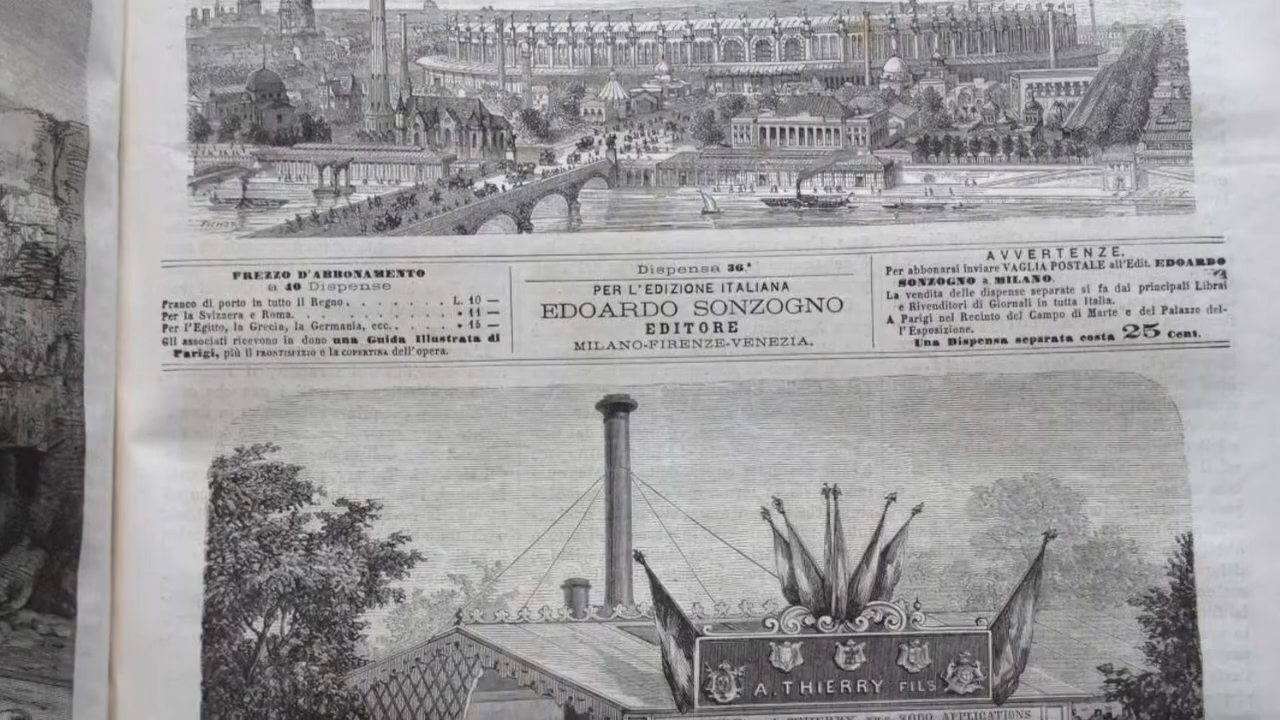 PREZZO D'ABBONAMENTO
a 40 Dispense
Franco di porto in tutto il Regno. . . . . . . . . L. 10 —
Per la Svizzera e Roma. . . . . . . . . . . . . » 11 —
Per l'Egitto, la Grecia, la Germania, ecc. . . . . . » 15 —
Gli associati ricevono in dono una Guida Illustrata di
Parigi, più il FRONTISPIZIO e la COPERTINA dell'opera.
Dispensa 36.ª
PER L'EDIZIONE ITALIANA
EDOARDO SONZOGNO
EDITORE
MILANO-FIRENZE-VENEZIA.
AVVERTENZE.
Per abbonarsi inviare VAGLIA POSTALE all'Edit. EDOARDO
SONZOGNO a MILANO.
La vendita delle dispense separate si fa dai principali Librai
e Rivenditori di Giornali in tutta Italia.
A Parigi nel Recinto del Campo di Marte e del Palazzo del-
l'Esposizione.
Una Dispensa separata costa 25 Cent.
A. THIERRY FILS
THIERRY FILS 3000 APPLICATIONS